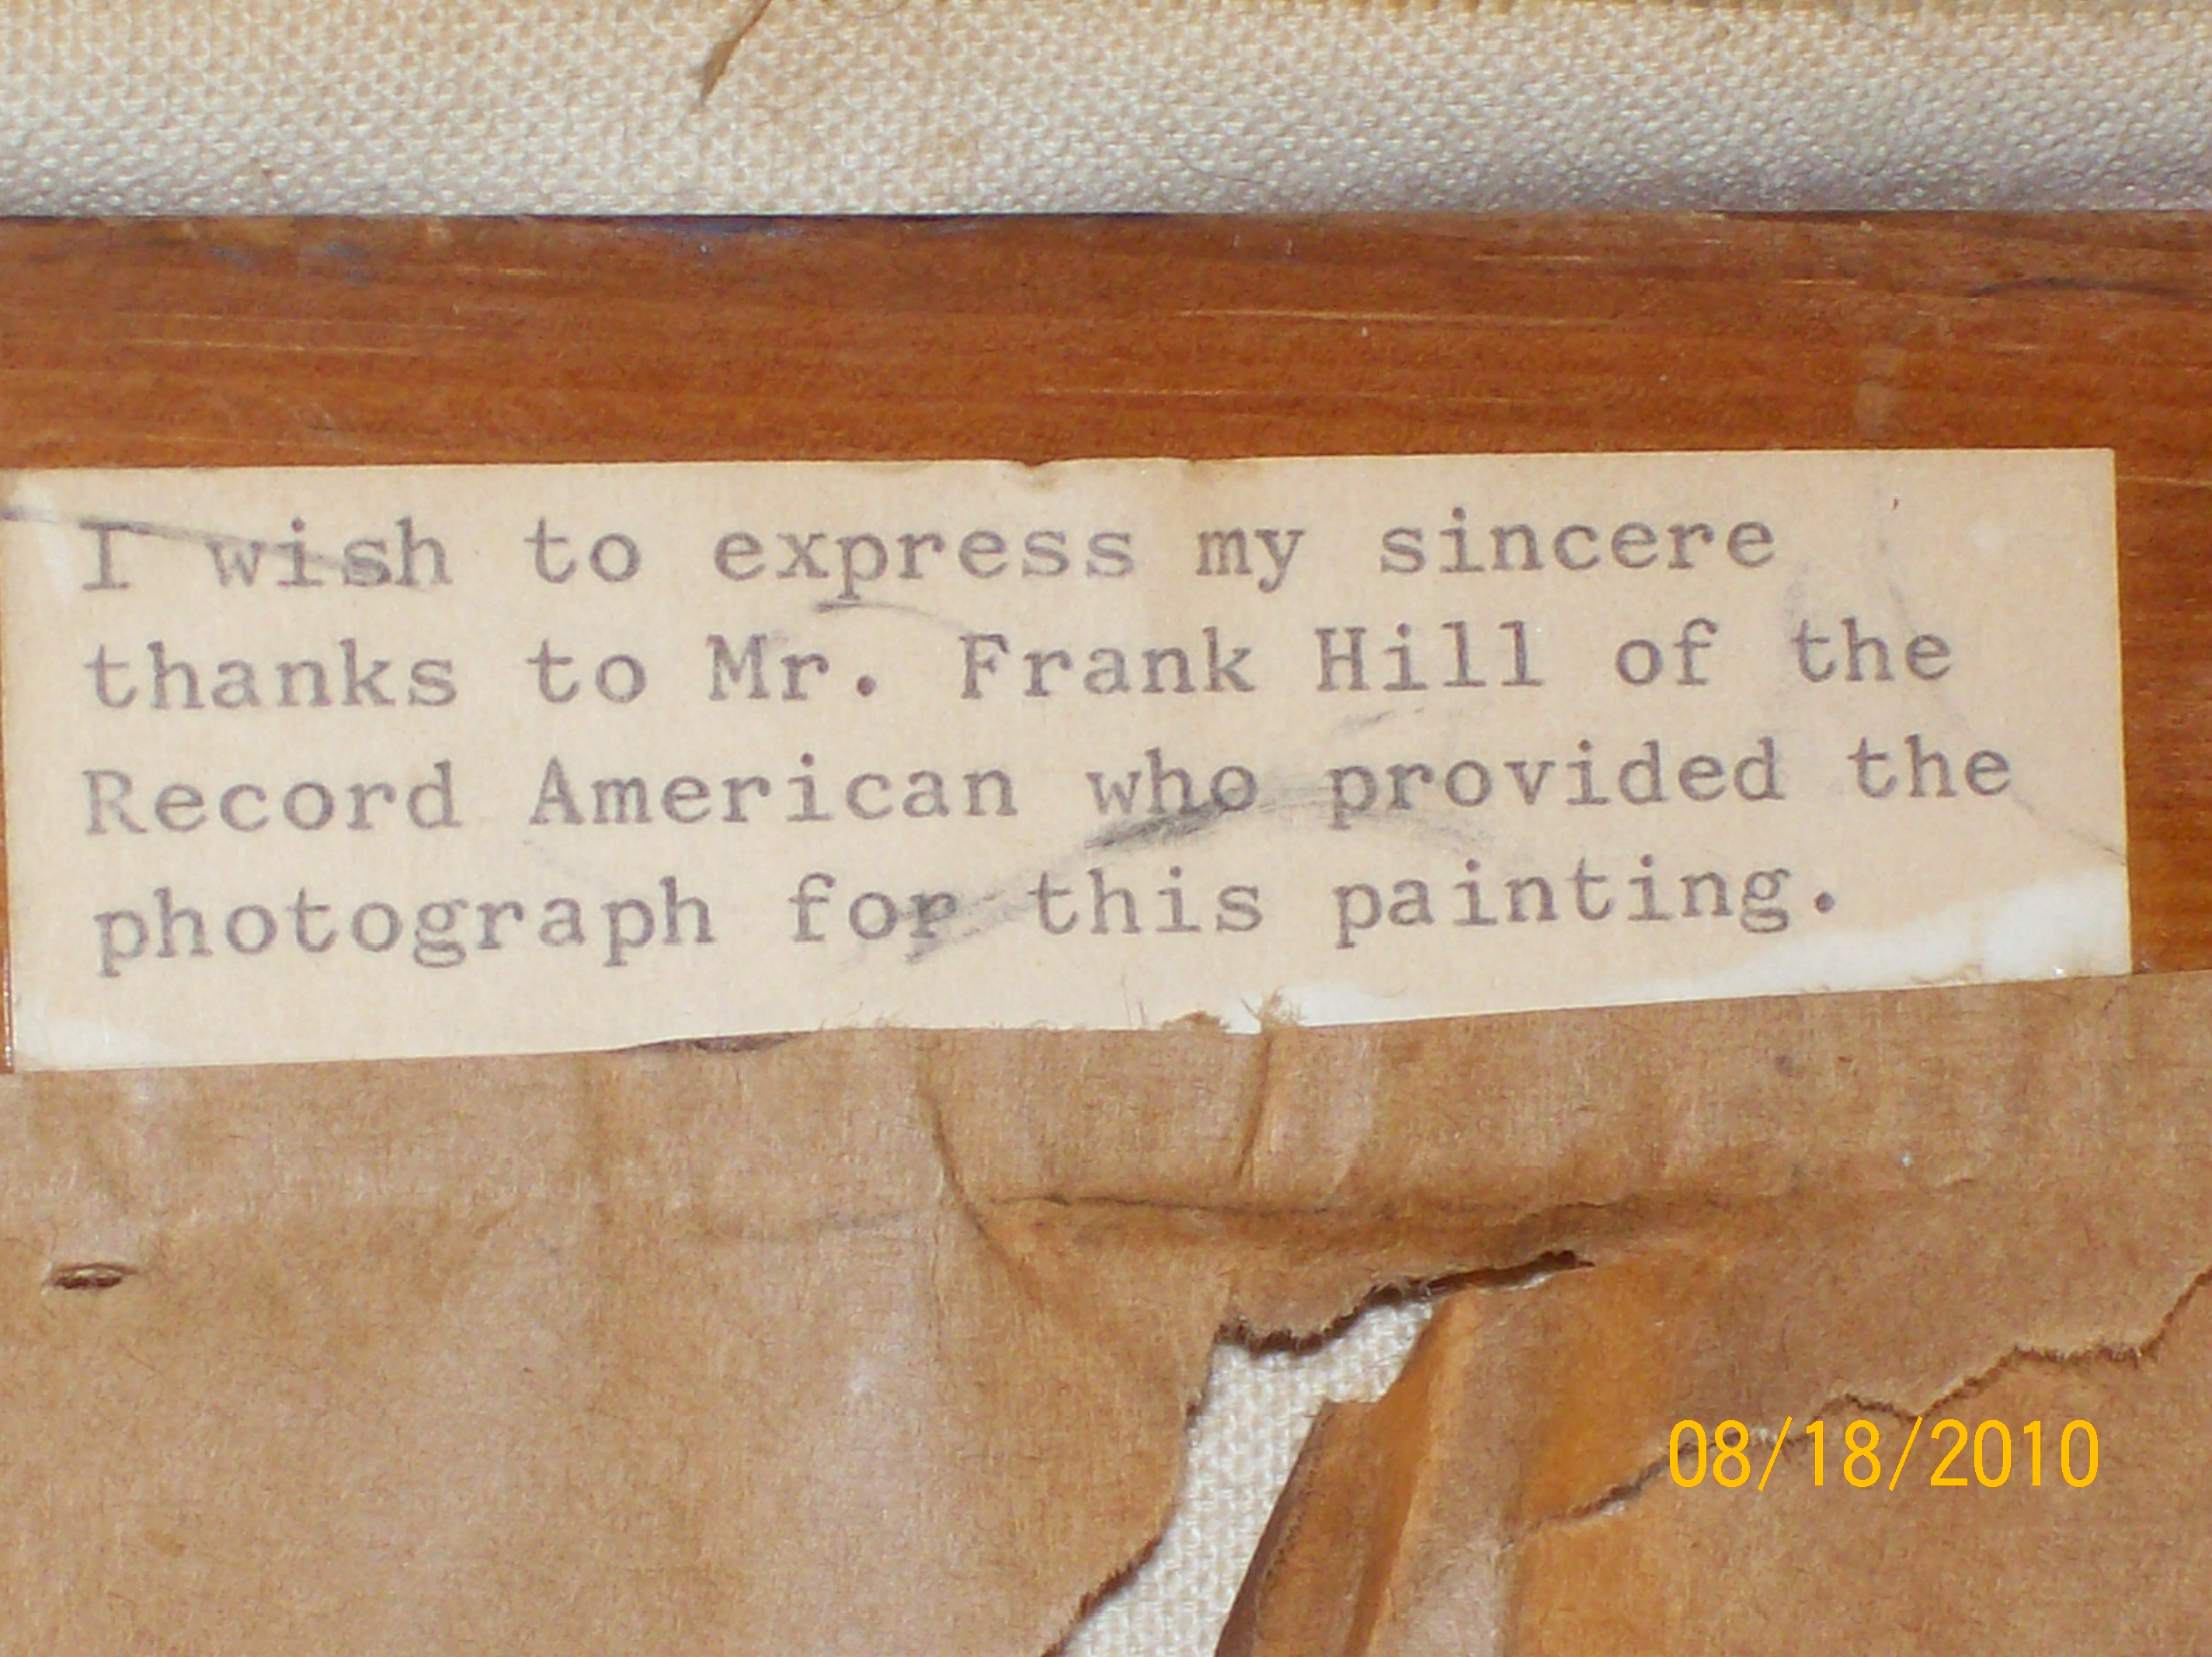 I wish to express my sincere
thanks to Mr. Frank Hill of the
Record American who provided the
photograph for this painting.
08/18/2010